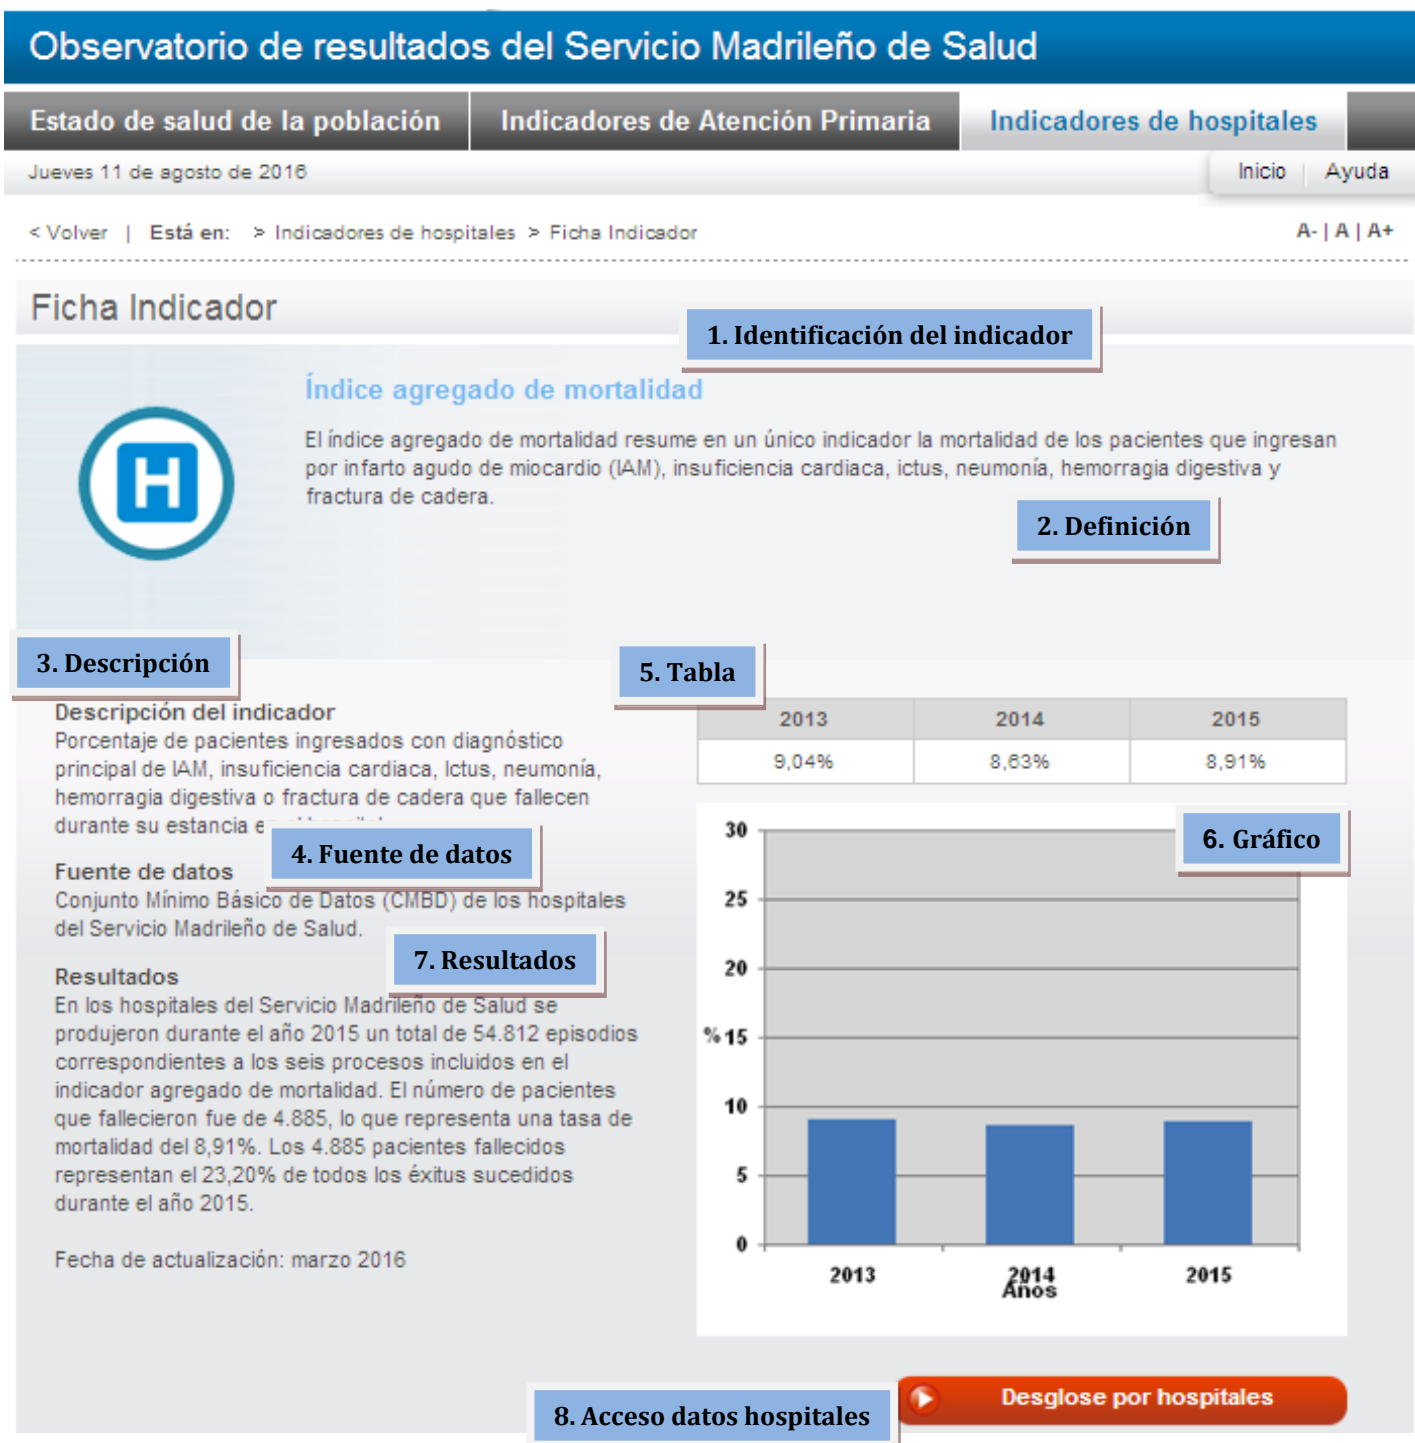 Observatorio de resultados del Servicio Madrileño de Salud
Estado de salud de la población
Indicadores de Atención Primaria
Indicadores de hospitales
Jueves 11 de agosto de 2016
Inicio | Ayuda
< Volver | Está en: > Indicadores de hospitales > Ficha Indicador
A- | A | A+
Ficha Indicador
1. Identificación del indicador
Índice agregado de mortalidad
El índice agregado de mortalidad resume en un único indicador la mortalidad de los pacientes que ingresan
por infarto agudo de miocardio (IAM), insuficiencia cardiaca, ictus, neumonía, hemorragia digestiva y
fractura de cadera.
H
2. Definición
3. Descripción
Descripción del indicador
Porcentaje de pacientes ingresados con diagnóstico
principal de IAM, insuficiencia cardiaca, Ictus, neumonía,
hemorragia digestiva o fractura de cadera que fallecen
durante su estancia
4. Fuente de datos
Fuente de datos
Conjunto Mínimo Básico de Datos (CMBD) de los hospitales
del Servicio Madrileño de Salud.
7. Resultados
Resultados
En los hospitales del Servicio Madrileño de Salud se
produjeron durante el año 2015 un total de 54.812 episodios
correspondientes a los seis procesos incluidos en el
indicador agregado de mortalidad. El número de pacientes
que fallecieron fue de 4.885, lo que representa una tasa de
mortalidad del 8,91%. Los 4.885 pacientes fallecidos
representan el 23,20% de todos los éxitus sucedidos
durante el año 2015.
Fecha de actualización: marzo 2016
5. Tabla
2013 2014 2015
9,04% 8,63% 8,91%
6. Gráfico
30
25
20
% 15
10
5
0
2013 2014 2015
Años
8. Acceso datos hospitales
Desglose por hospitales